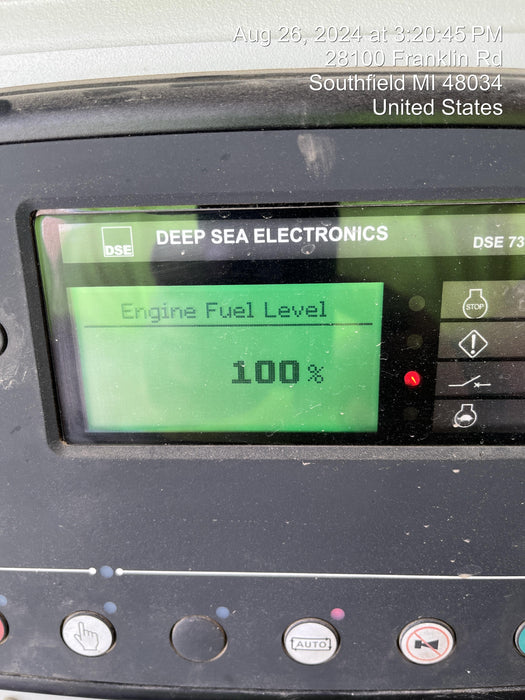 Aug 26, 2024 at 3:20:45 PM
28100 Franklin Rd
Southfield MI 48034
United States
DSE
DEEP SEA ELECTRONICS
DSE 73
Engine Fuel Level
100%
STOP
AUTO